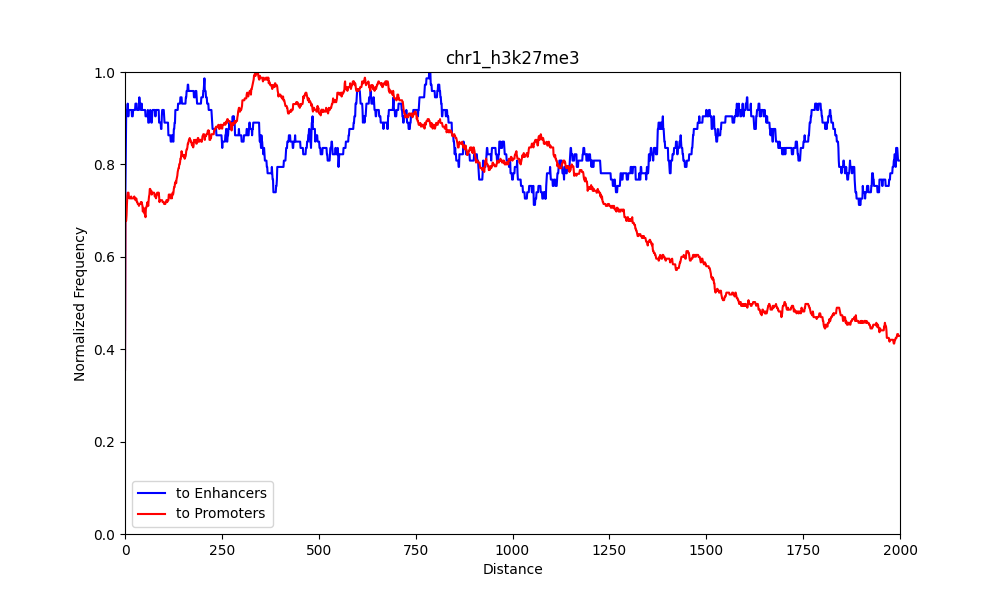 chr1_h3k27me3
Normalized Frequency
1.0
0.8
0.6
0.4
0.2
0.0
to Enhancers
to Promoters
0 250 500 750 1000 1250 1500 1750 2000
Distance